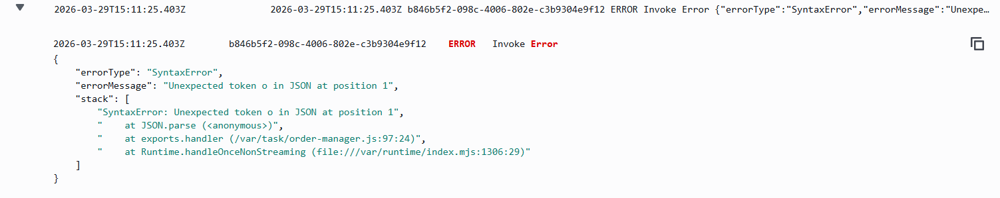 2026-03-29T15:11:25.403Z 2026-03-29T15:11:25.403Z b846b5f2-098c-4006-802e-c3b9304e9f12 ERROR Invoke Error {"errorType":"SyntaxError","errorMessage":"Unexpe…
2026-03-29T15:11:25.403Z b846b5f2-098c-4006-802e-c3b9304e9f12 ERROR Invoke Error
{
    "errorType": "SyntaxError",
    "errorMessage": "Unexpected token o in JSON at position 1",
    "stack": [
        "SyntaxError: Unexpected token o in JSON at position 1",
        "    at JSON.parse (<anonymous>)",
        "    at exports.handler (/var/task/order-manager.js:97:24)",
        "    at Runtime.handleOnceNonStreaming (file:///var/runtime/index.mjs:1306:29)"
    ]
}